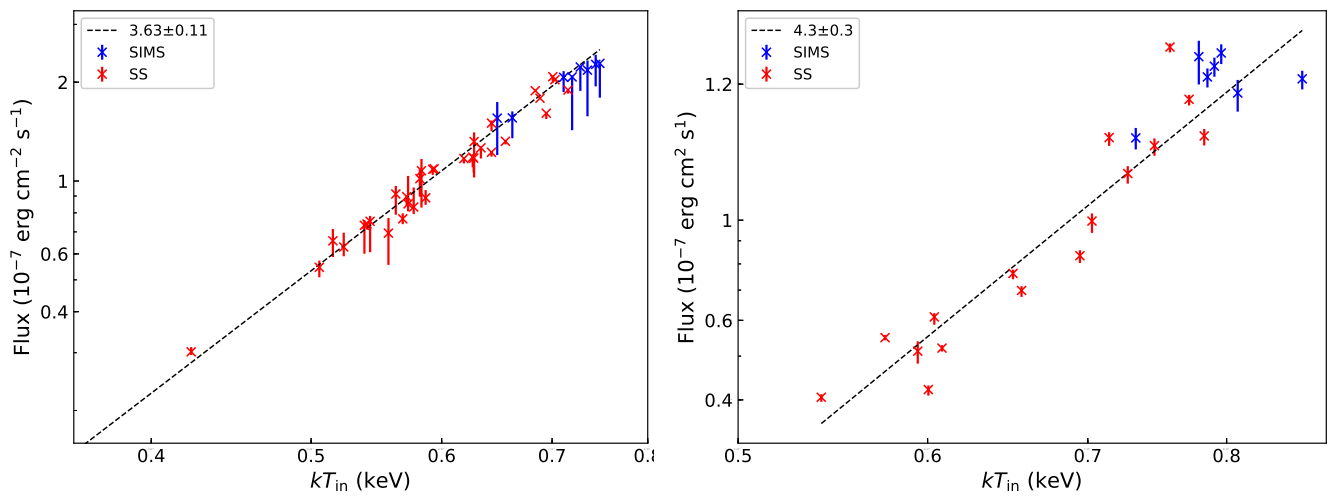 3.63±0.11
SIMS
SS
2
1
0.6
0.4
Flux (10⁻⁷ erg cm⁻² s⁻¹)
0.4 0.5 0.6 0.7 0.8
kT_in (keV)
4.3±0.3
SIMS
SS
1.2
1
0.6
0.4
Flux (10⁻⁷ erg cm² s¹)
0.5 0.6 0.7 0.8
kT_in (keV)